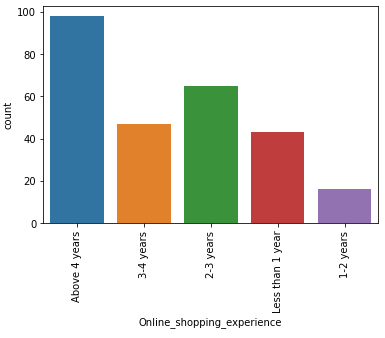 100
80
60
40
20
0
count
Above 4 years
3-4 years
2-3 years
Less than 1 year
1-2 years
Online_shopping_experience